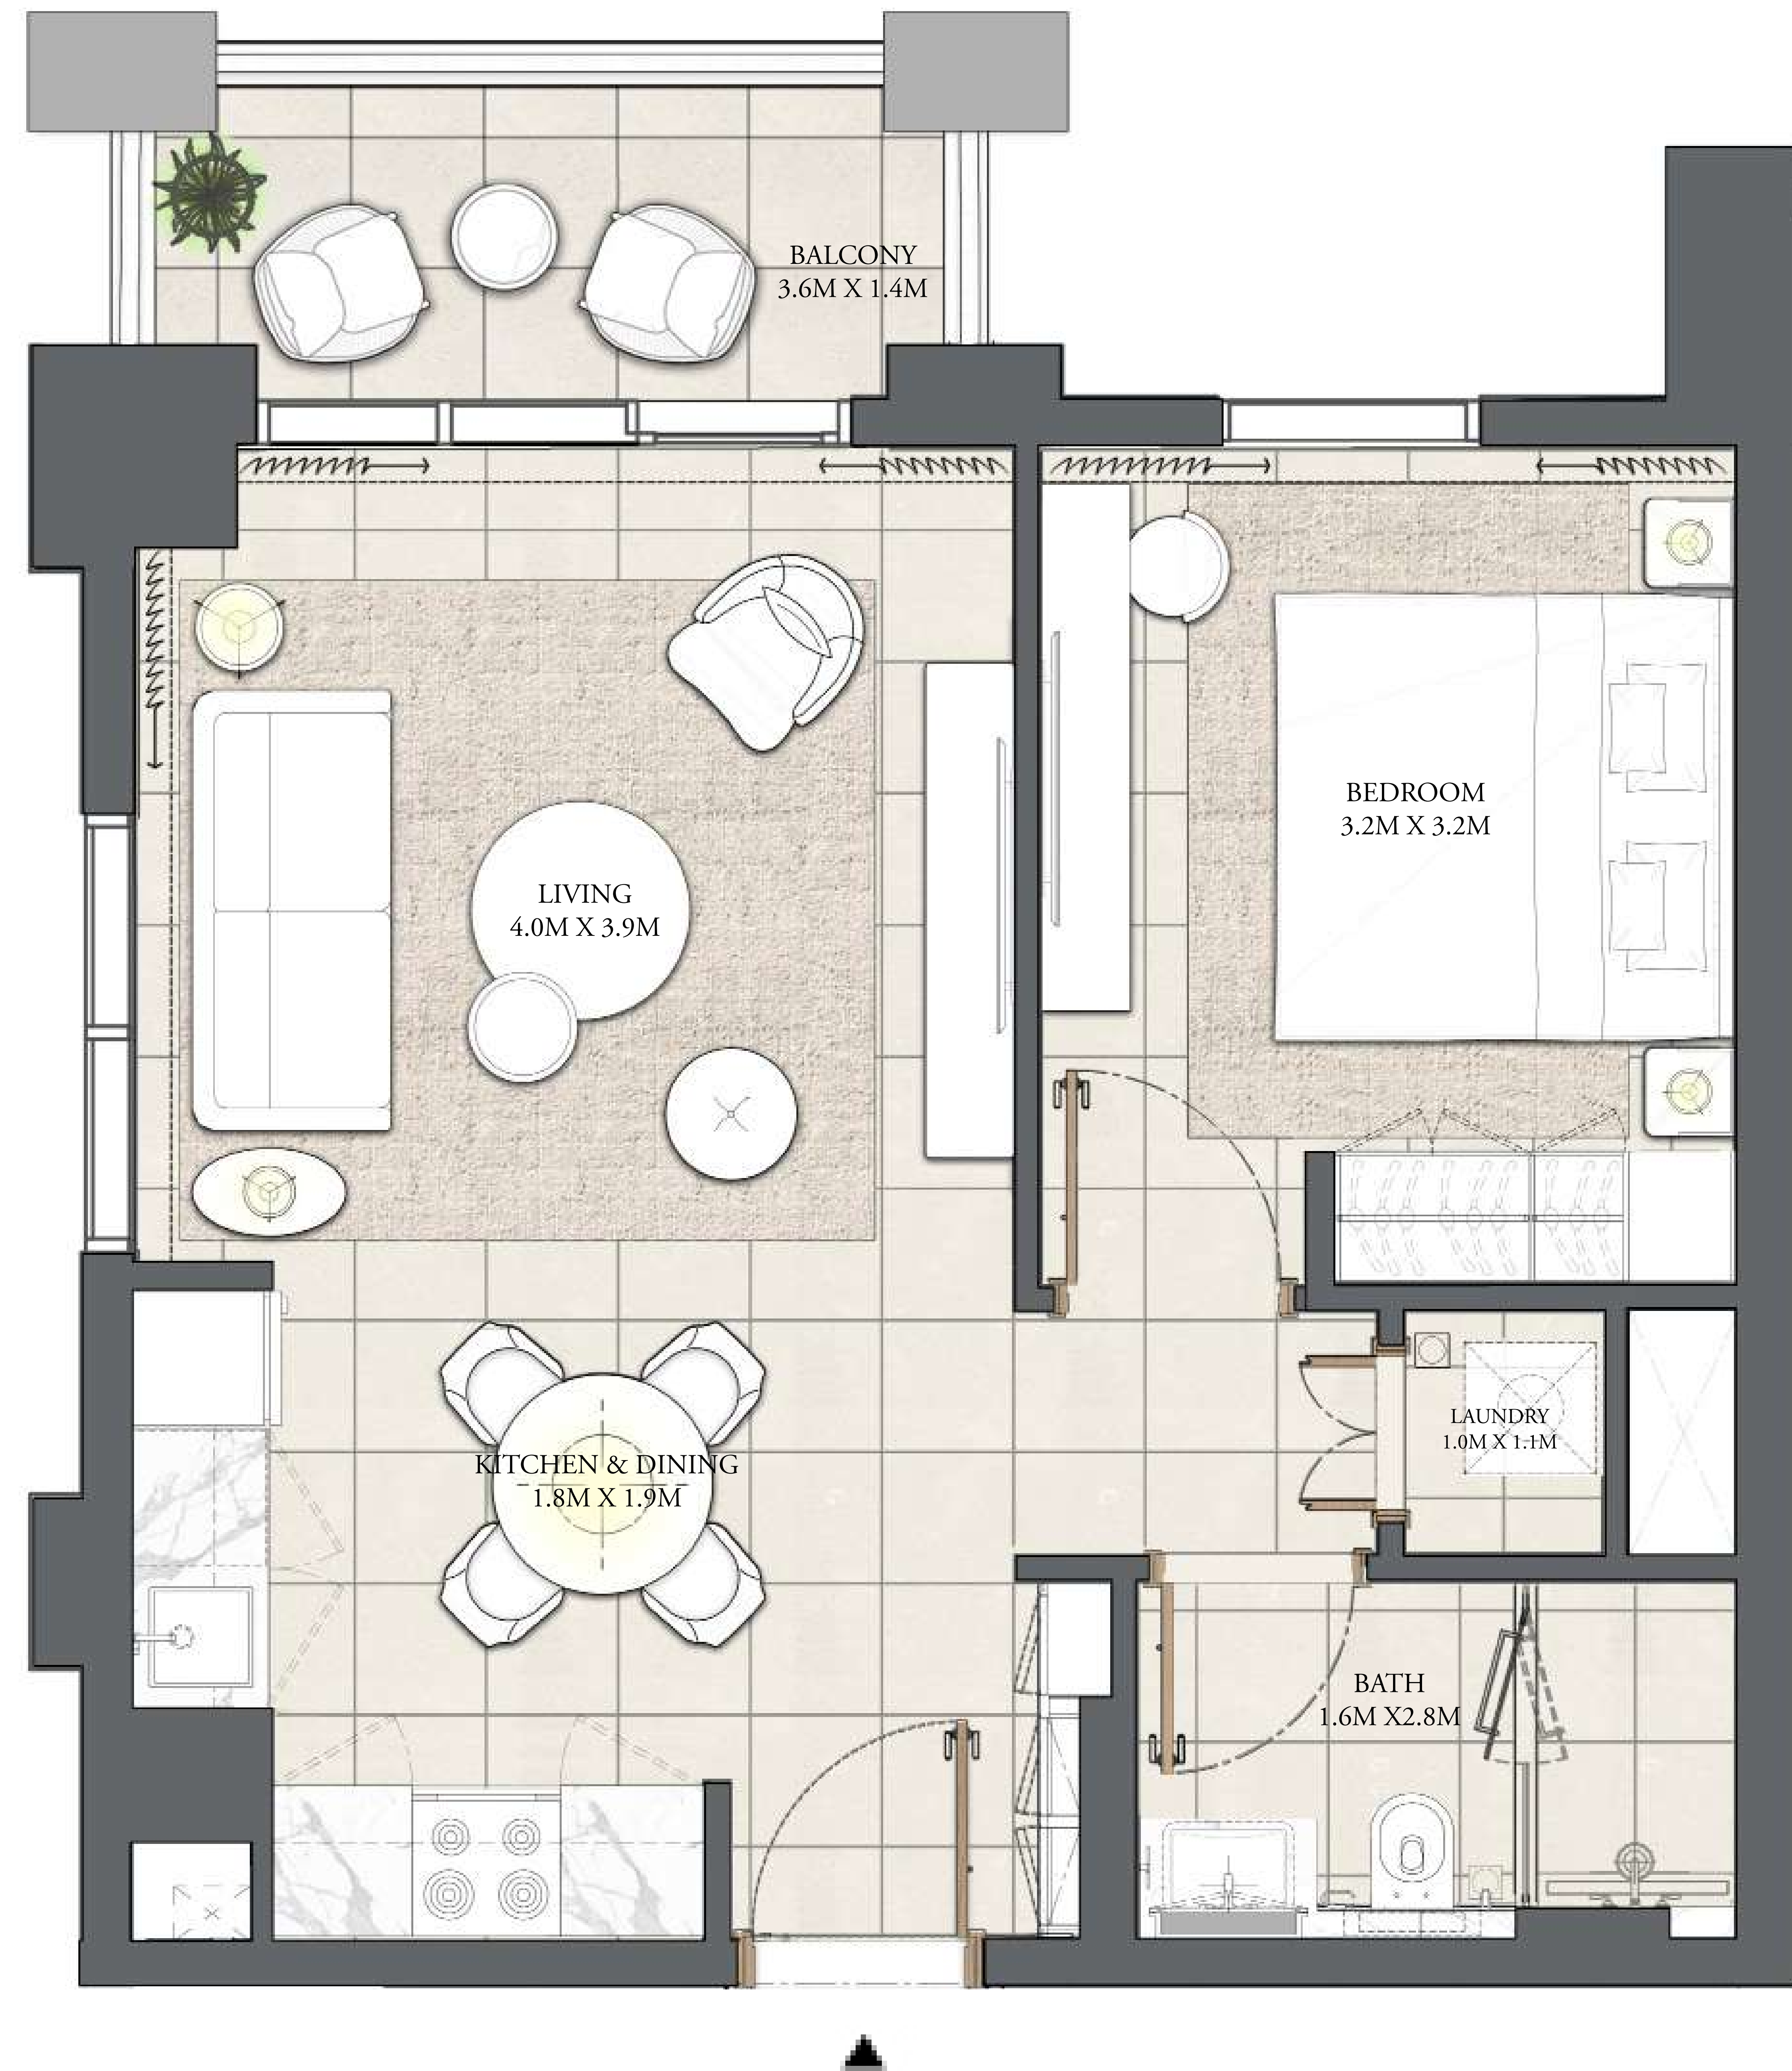 BALCONY
3.6M X 1.4M
BEDROOM
3.2M X 3.2M
LIVING
4.0M X 3.9M
LAUNDRY
1.0M X 1.1M
KITCHEN & DINING
1.8M X 1.9M
BATH
1.6M X2.8M